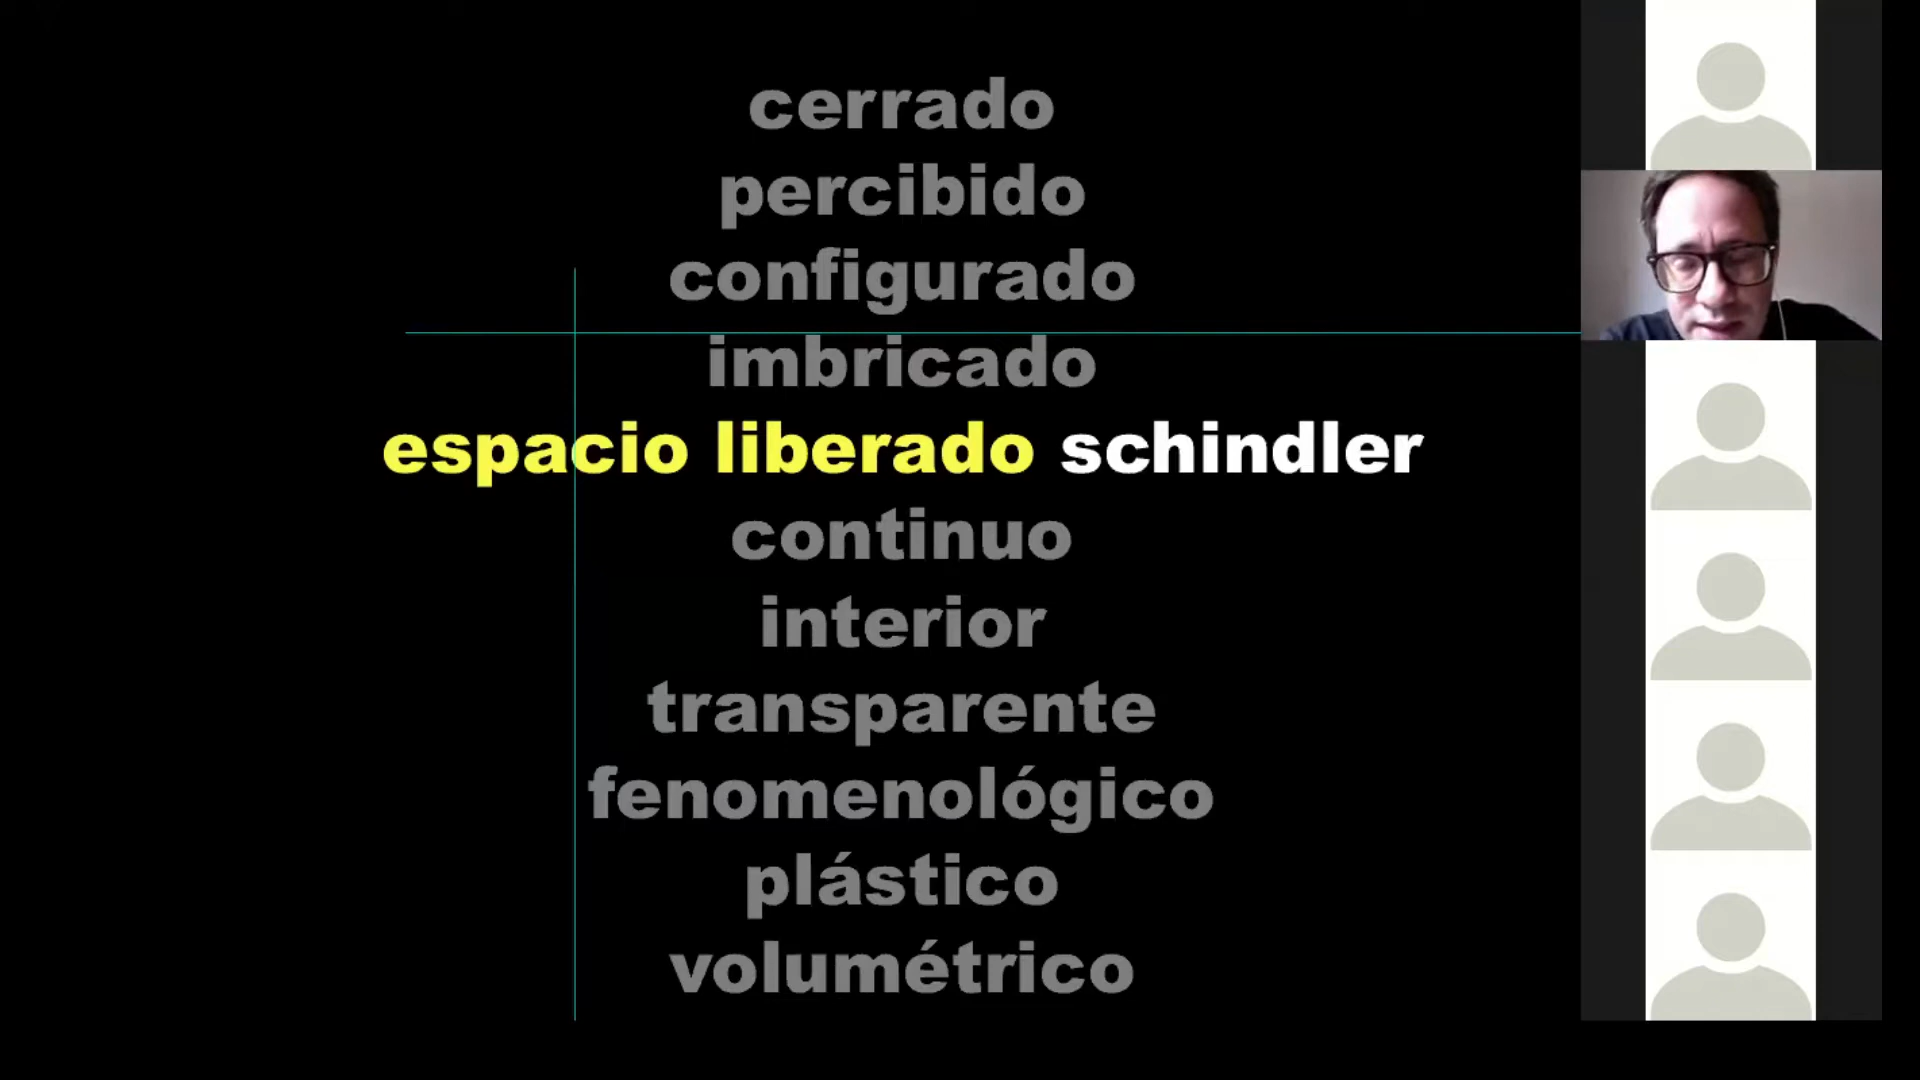 cerrado
percibido
configurado
imbricado
espacio liberado schindler
continuo
interior
transparente
fenomenológico
plástico
volumétrico